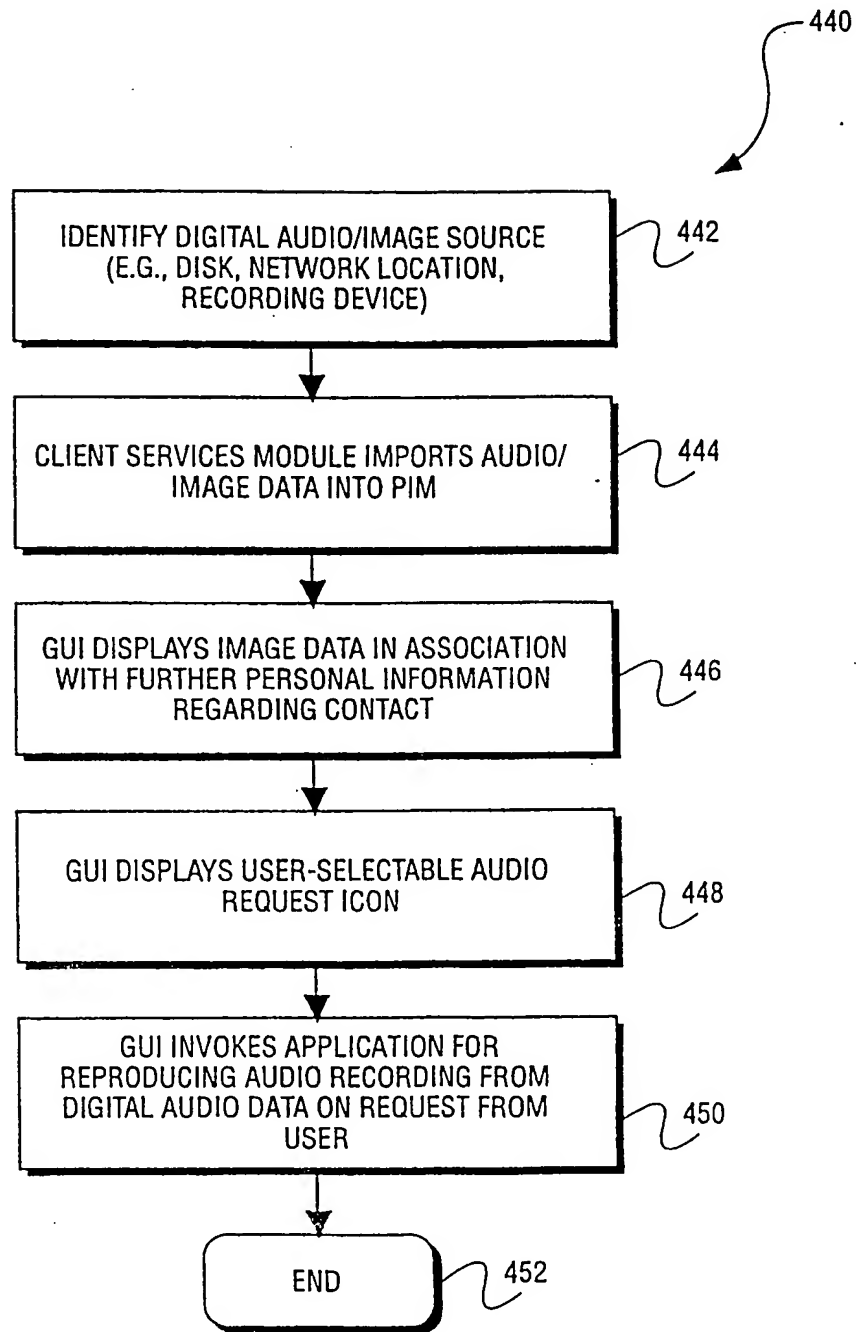 440
IDENTIFY DIGITAL AUDIO/IMAGE SOURCE
(E.G., DISK, NETWORK LOCATION,
RECORDING DEVICE)
442
CLIENT SERVICES MODULE IMPORTS AUDIO/
IMAGE DATA INTO PIM
444
GUI DISPLAYS IMAGE DATA IN ASSOCIATION
WITH FURTHER PERSONAL INFORMATION
REGARDING CONTACT
446
GUI DISPLAYS USER-SELECTABLE AUDIO
REQUEST ICON
448
GUI INVOKES APPLICATION FOR
REPRODUCING AUDIO RECORDING FROM
DIGITAL AUDIO DATA ON REQUEST FROM
USER
450
END
452